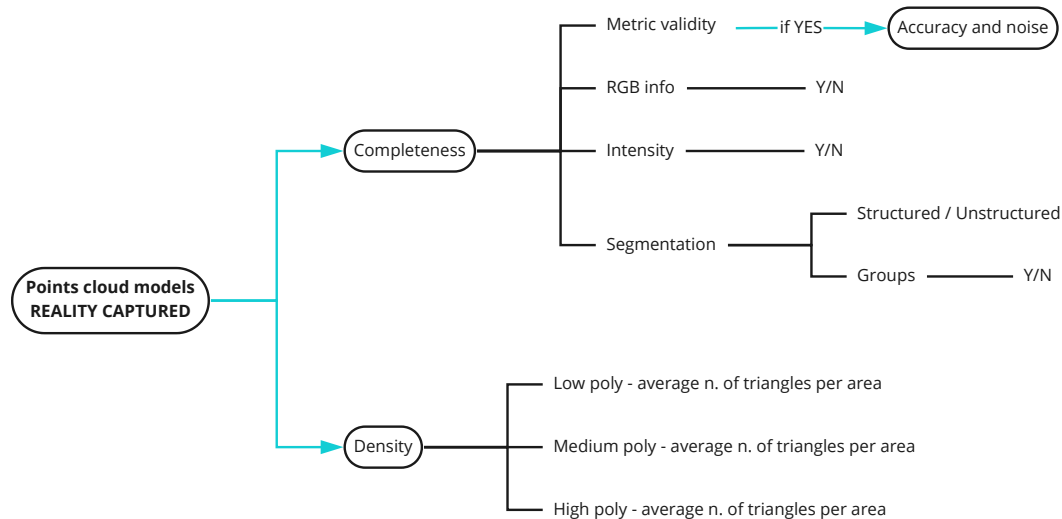 Metric validity
if YES
Accuracy and noise
RGB info
Y/N
Completeness
Intensity
Y/N
Structured / Unstructured
Segmentation
Groups
Y/N
Points cloud models
REALITY CAPTURED
Low poly - average n. of triangles per area
Density
Medium poly - average n. of triangles per area
High poly - average n. of triangles per area